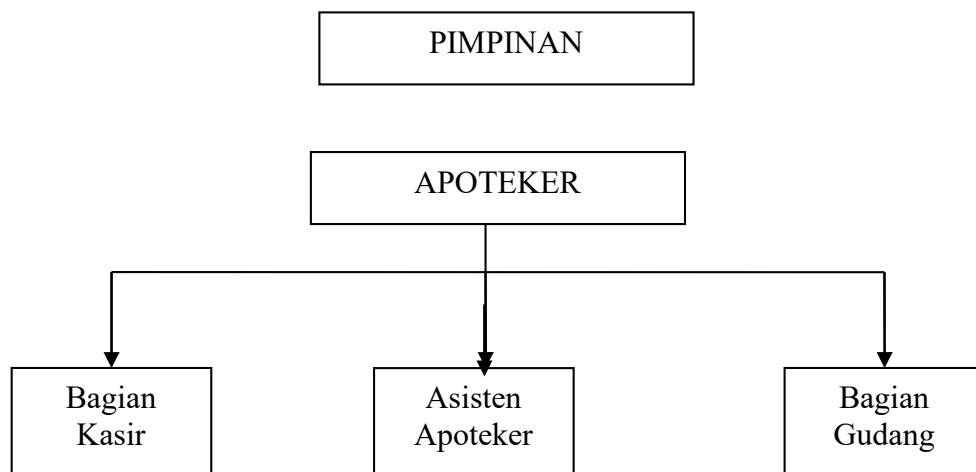 PIMPINAN
APOTEKER
Bagian
Kasir
Asisten
Apoteker
Bagian
Gudang